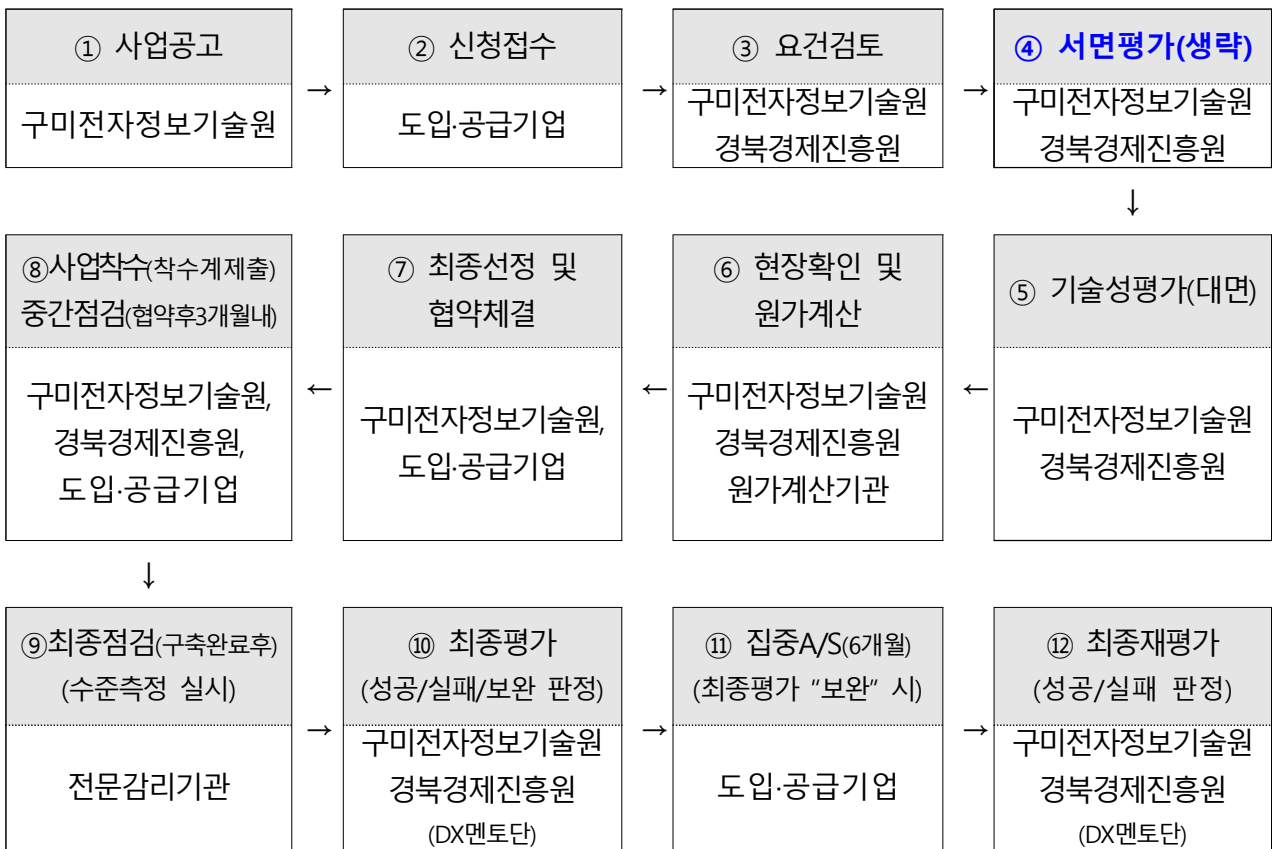 ① 사업공고
구미전자정보기술원
→
② 신청접수
도입·공급기업
→
③ 요건검토
구미전자정보기술원
경북경제진흥원
→
④ 서면평가(생략)
구미전자정보기술원
경북경제진흥원
↓
⑤ 기술성평가(대면)
구미전자정보기술원
경북경제진흥원
←
⑥ 현장확인 및
원가계산
구미전자정보기술원
경북경제진흥원
원가계산기관
←
⑦ 최종선정 및
협약체결
구미전자정보기술원,
도입·공급기업
←
⑧사업착수(착수계제출)
중간점검(협약후3개월내)
구미전자정보기술원,
경북경제진흥원,
도입·공급기업
↓
⑨최종점검(구축완료후)
(수준측정 실시)
전문감리기관
→
⑩ 최종평가
(성공/실패/보완 판정)
구미전자정보기술원
경북경제진흥원
(DX멘토단)
→
⑪ 집중A/S(6개월)
(최종평가 “보완” 시)
도입·공급기업
→
⑫ 최종재평가
(성공/실패 판정)
구미전자정보기술원
경북경제진흥원
(DX멘토단)